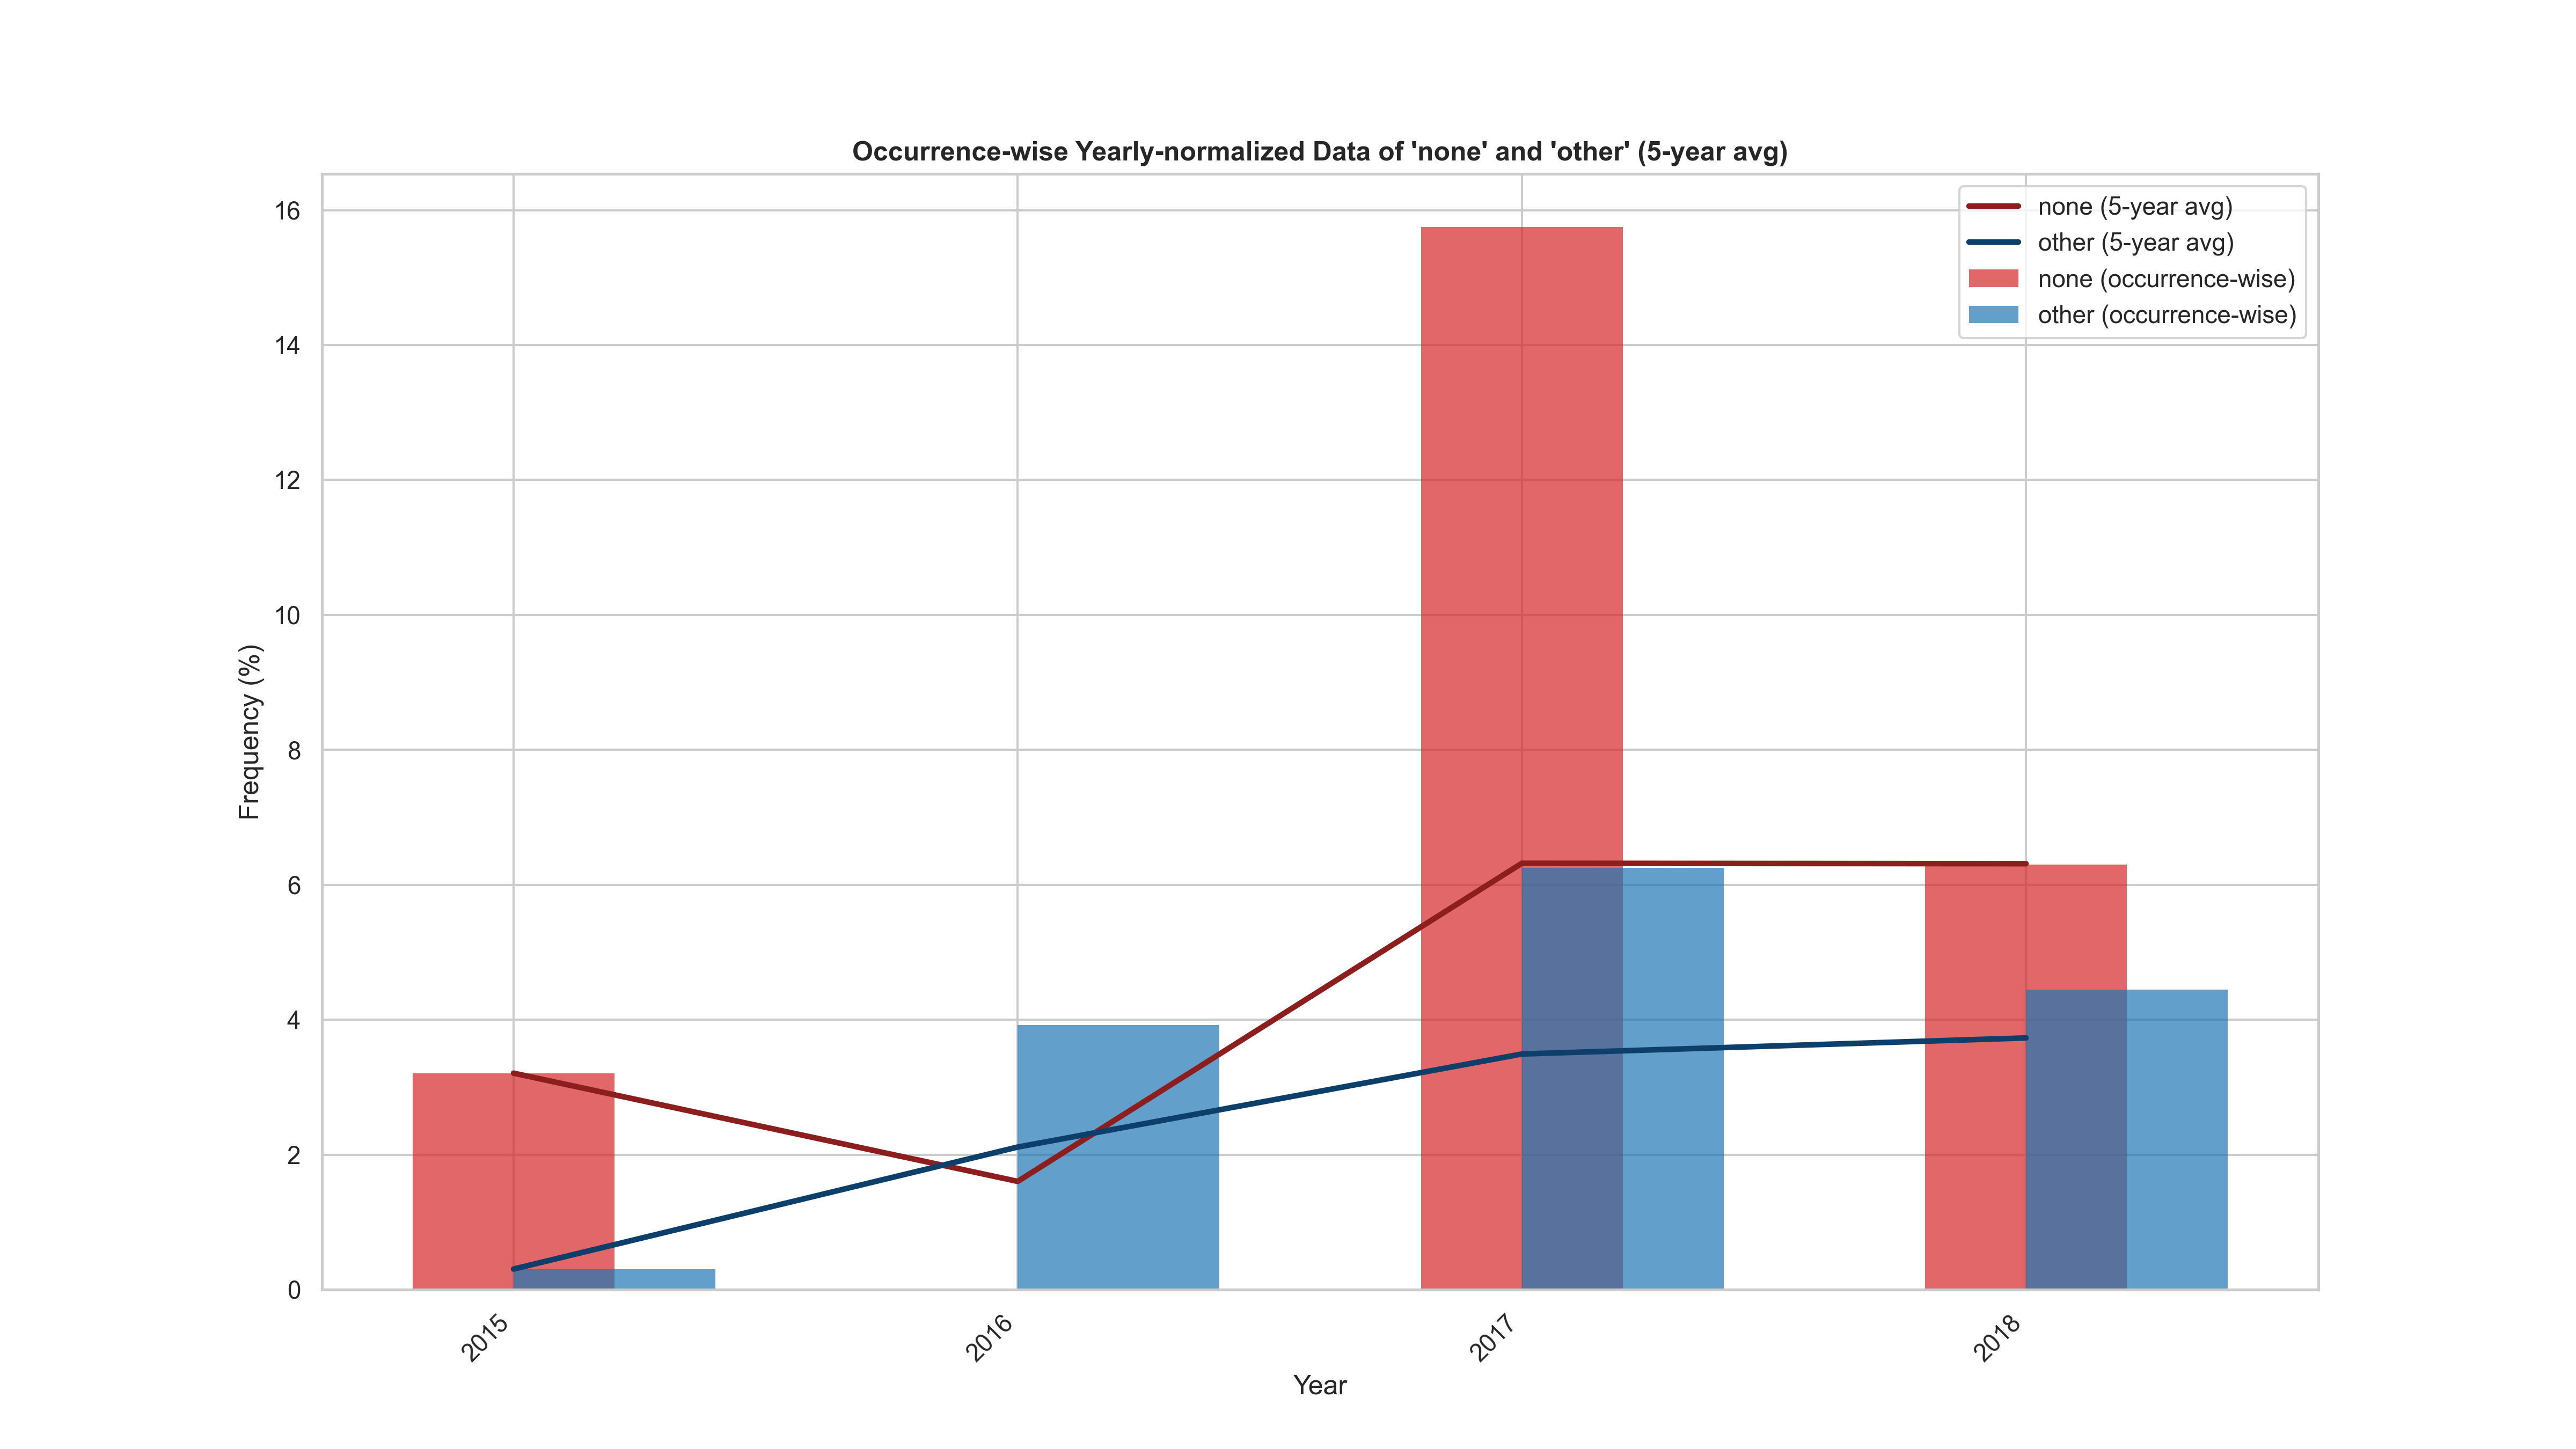 Occurrence-wise Yearly-normalized Data of 'none' and 'other' (5-year avg)
none (5-year avg)
other (5-year avg)
none (occurrence-wise)
other (occurrence-wise)
Frequency (%)
16
14
12
10
8
6
4
2
0
2015
2016
2017
2018
Year